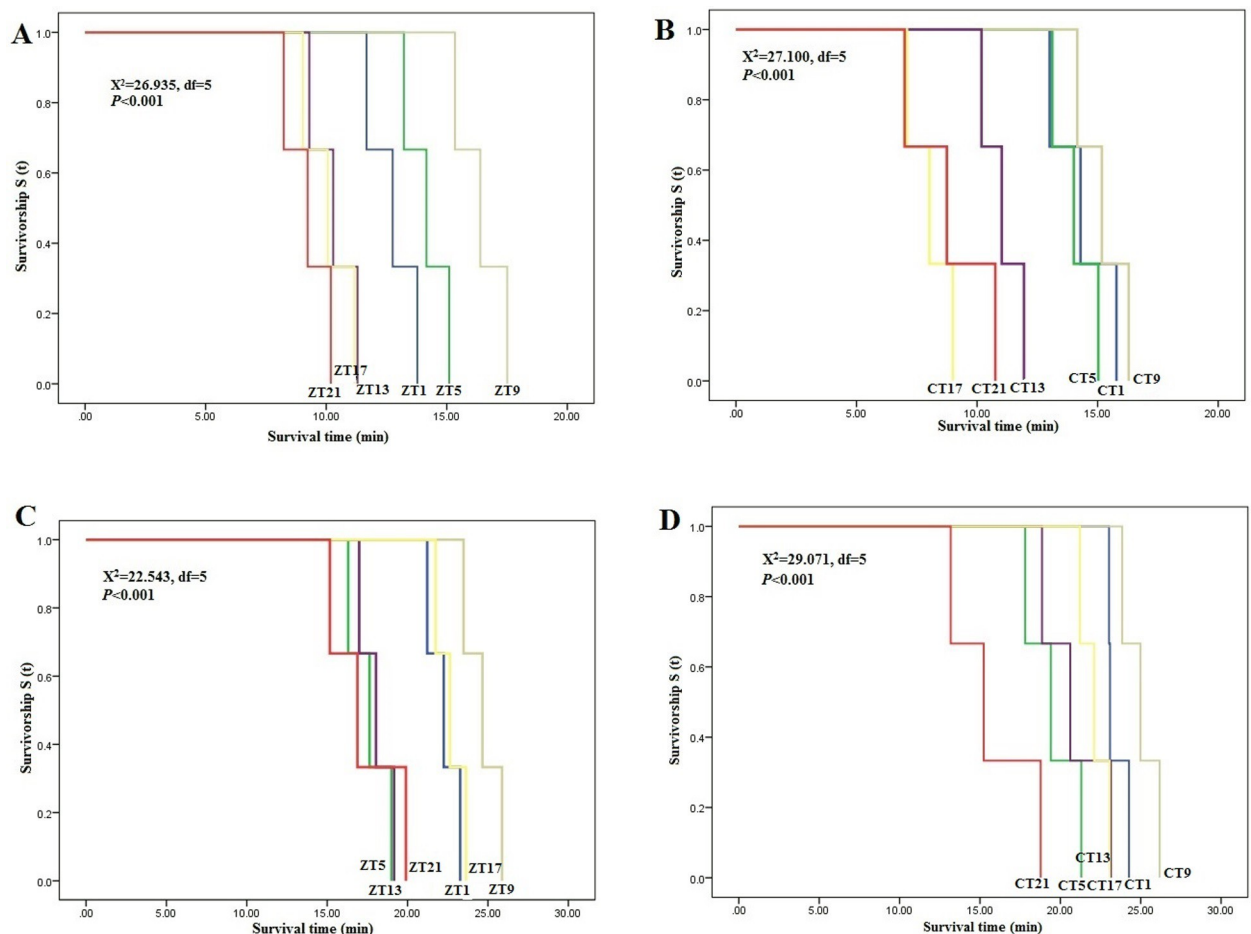 A
X²=26.935, df=5
P<0.001
Survivorship S (t)
1.0
0.8
0.6
0.4
0.2
0.0
ZT21
ZT17
ZT13
ZT1
ZT5
ZT9
.00 5.00 10.00 15.00 20.00
Survival time (min)
B
X²=27.100, df=5
P<0.001
Survivorship S (t)
1.0
0.8
0.6
0.4
0.2
0.0
CT17
CT21
CT13
CT5
CT1
CT9
.00 5.00 10.00 15.00 20.00
Survival time (min)
C
X²=22.543, df=5
P<0.001
Survivorship S (t)
1.0
0.8
0.6
0.4
0.2
0.0
ZT5
ZT13
ZT21
ZT1
ZT17
ZT9
.00 5.00 10.00 15.00 20.00 25.00 30.00
Survival time (min)
D
X²=29.071, df=5
P<0.001
Survivorship S (t)
1.0
0.8
0.6
0.4
0.2
0.0
CT21
CT5
CT13
CT17
CT1
CT9
.00 5.00 10.00 15.00 20.00 25.00 30.00
Survival time (min)